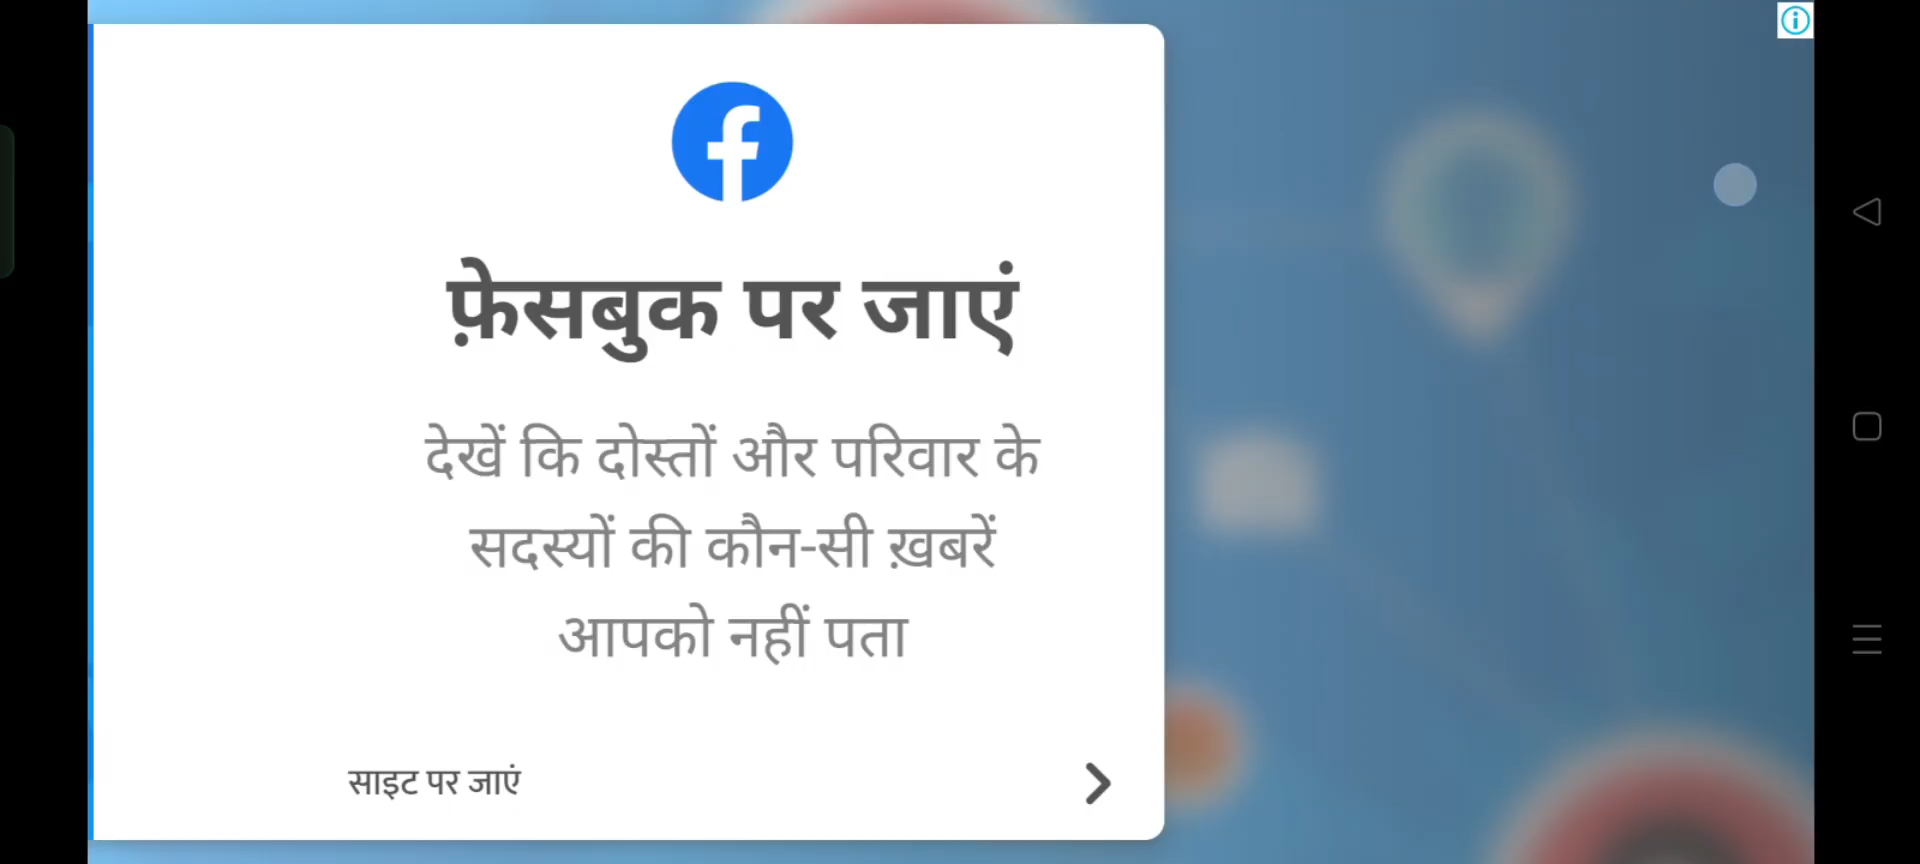 फ़ेसबुक पर जाएं
देखें कि दोस्तों और परिवार के
सदस्यों की कौन-सी ख़बरें
आपको नहीं पता
साइट पर जाएं